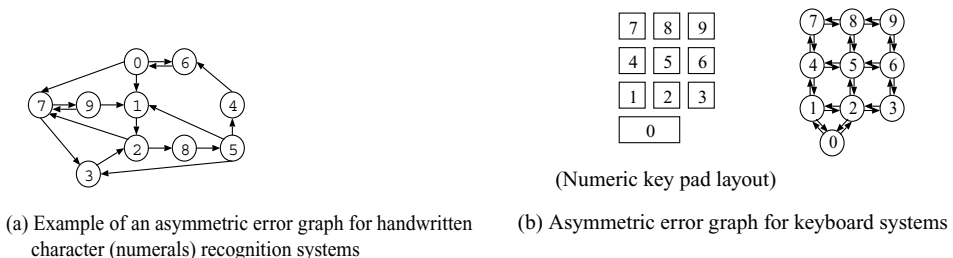 0 6
7 9 1 4
2 8 5
3
7 8 9
4 5 6
1 2 3
0
7 8 9
4 5 6
1 2 3
0
(Numeric key pad layout)
(a) Example of an asymmetric error graph for handwritten
character (numerals) recognition systems
(b) Asymmetric error graph for keyboard systems